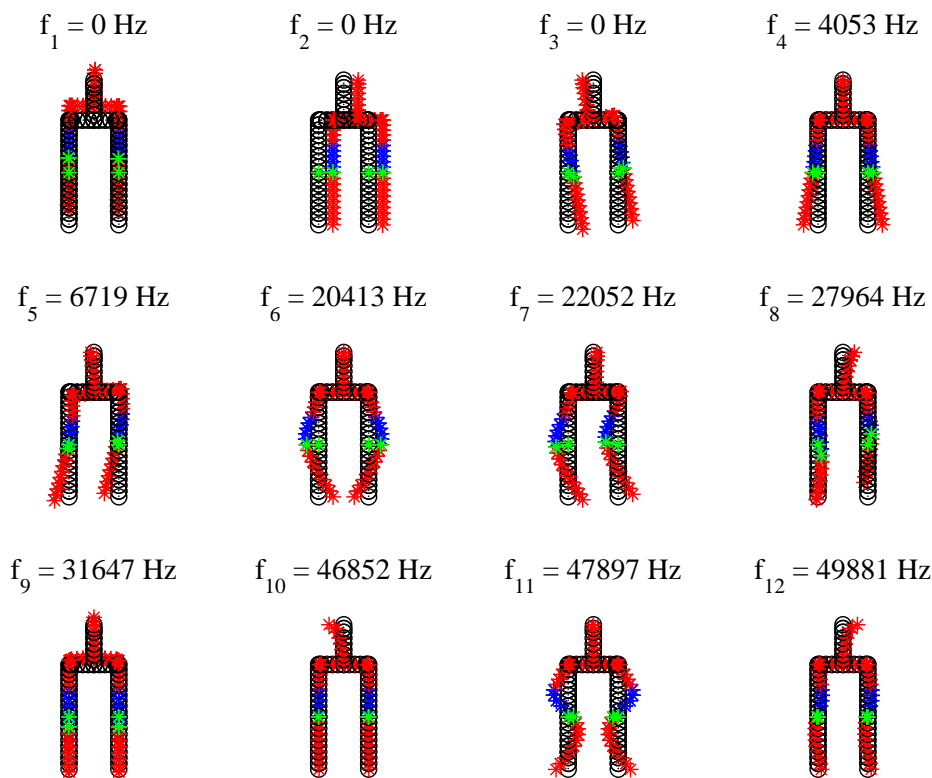 f1 = 0 Hz
f2 = 0 Hz
f3 = 0 Hz
f4 = 4053 Hz
f5 = 6719 Hz
f6 = 20413 Hz
f7 = 22052 Hz
f8 = 27964 Hz
f9 = 31647 Hz
f10 = 46852 Hz
f11 = 47897 Hz
f12 = 49881 Hz